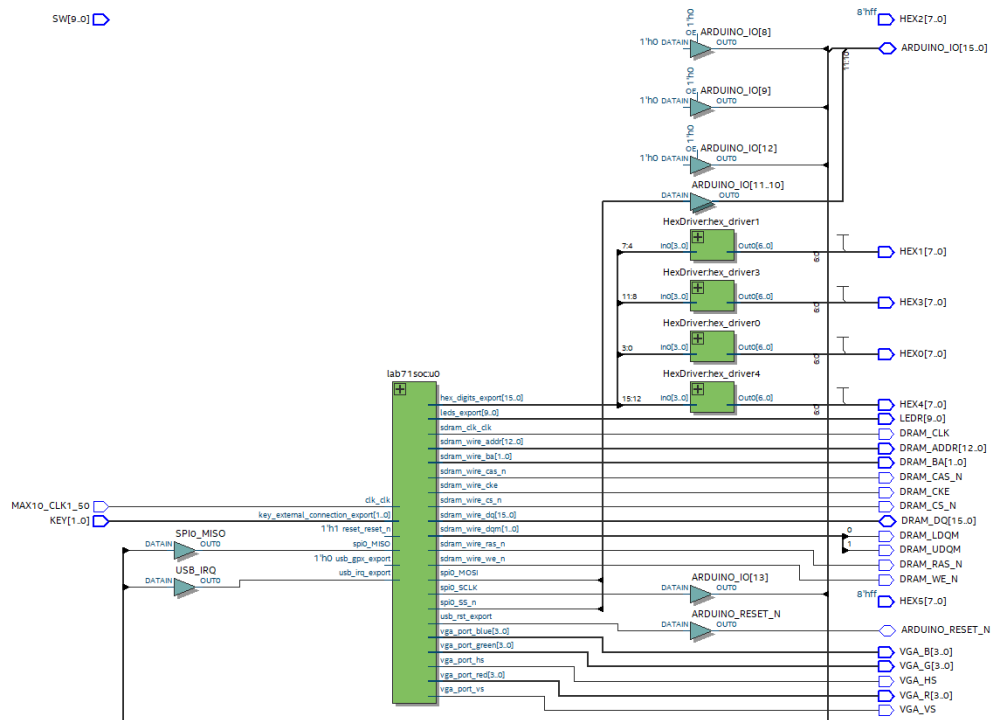 SW[9..0]
8'hff HEX2[7..0]
1'h0
OE
ARDUINO_IO[8]
1'h0 DATAIN OUT0
ARDUINO_IO[15..0]
11:10
1'h0
OE
ARDUINO_IO[9]
1'h0 DATAIN OUT0
1'h0
OE
ARDUINO_IO[12]
1'h0 DATAIN OUT0
ARDUINO_IO[11..10]
DATAIN OUT0
HexDriver:hex_driver1
7:4 In0[3..0] Out0[6..0] 6:0 HEX1[7..0]
HexDriver:hex_driver3
11:8 In0[3..0] Out0[6..0] 6:0 HEX3[7..0]
HexDriver:hex_driver0
3:0 In0[3..0] Out0[6..0] 6:0 HEX0[7..0]
HexDriver:hex_driver4
15:12 In0[3..0] Out0[6..0] 6:0 HEX4[7..0]
lab71soc:u0
hex_digits_export[15..0]
leds_export[9..0]
sdram_clk_clk
sdram_wire_addr[12..0]
sdram_wire_ba[1..0]
sdram_wire_cas_n
sdram_wire_cke
sdram_wire_cs_n
sdram_wire_dq[15..0]
sdram_wire_dqm[1..0]
sdram_wire_ras_n
sdram_wire_we_n
spi0_MOSI
spi0_SCLK
spi0_SS_n
usb_rst_export
vga_port_blue[3..0]
vga_port_green[3..0]
vga_port_hs
vga_port_red[3..0]
vga_port_vs
MAX10_CLK1_50
KEY[1..0]
clk_clk
key_external_connection_export[1..0]
1'h1 reset_reset_n
spi0_MISO
1'h0 usb_gpx_export
usb_irq_export
SPI0_MISO
DATAIN OUT0
USB_IRQ
DATAIN OUT0
LEDR[9..0]
DRAM_CLK
DRAM_ADDR[12..0]
DRAM_BA[1..0]
DRAM_CAS_N
DRAM_CKE
DRAM_CS_N
DRAM_DQ[15..0]
0 DRAM_LDQM
1 DRAM_UDQM
DRAM_RAS_N
DRAM_WE_N
ARDUINO_IO[13]
DATAIN OUT0
8'hff HEX5[7..0]
ARDUINO_RESET_N
DATAIN OUT0
ARDUINO_RESET_N
VGA_B[3..0]
VGA_G[3..0]
VGA_HS
VGA_R[3..0]
VGA_VS